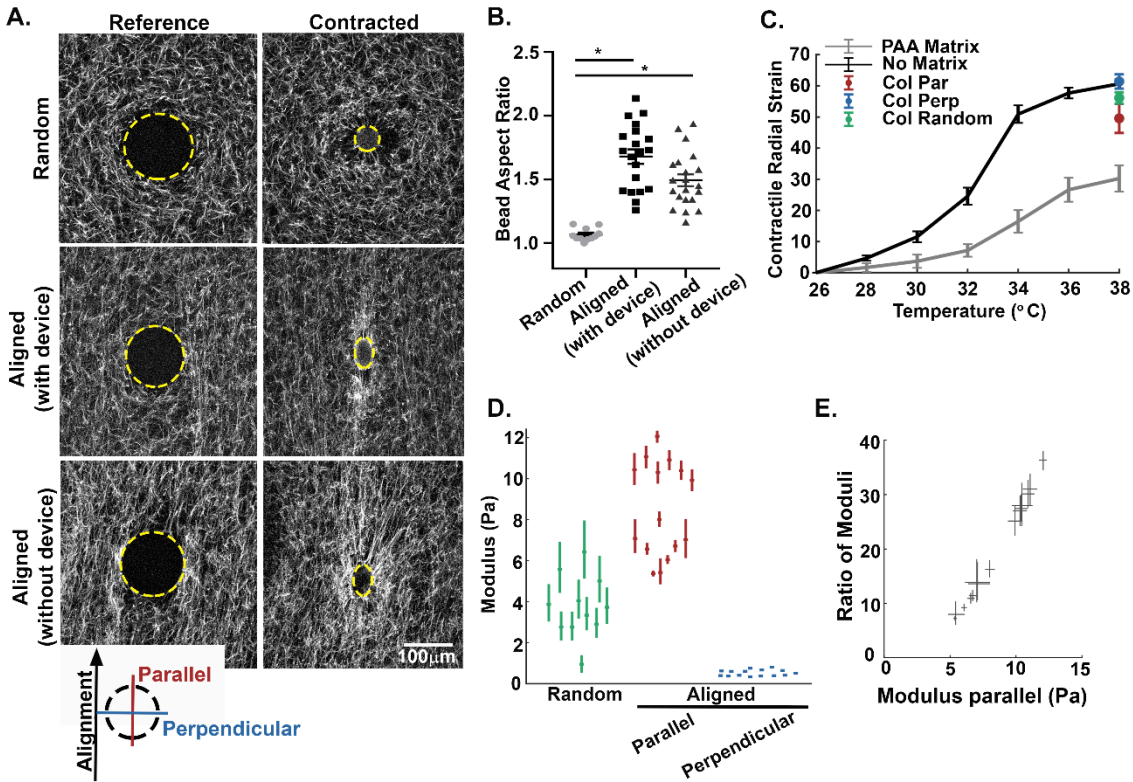 A.
Reference
Contracted
Random
Aligned
(with device)
Aligned
(without device)
100μm
Alignment
Parallel
Perpendicular
B.
Bead Aspect Ratio
2.5
2.0
1.5
1.0
*
*
Random
Aligned
(with device)
Aligned
(without device)
C.
Contractile Radial Strain
70
60
50
40
30
20
10
0
PAA Matrix
No Matrix
Col Par
Col Perp
Col Random
26 28 30 32 34 36 38
Temperature (°C)
D.
Modulus (Pa)
12
10
8
6
4
2
0
Random
Aligned
Parallel
Perpendicular
E.
Ratio of Moduli
40
30
20
10
0
0 5 10 15
Modulus parallel (Pa)